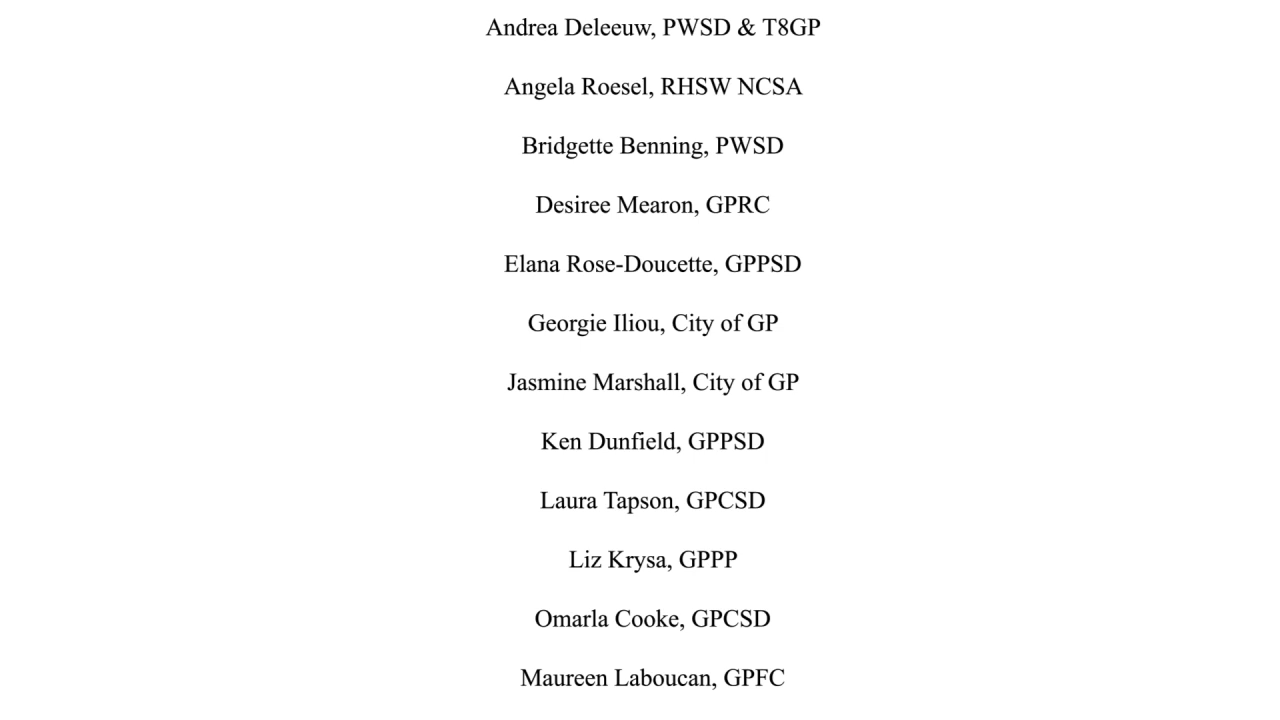 Andrea Deleeuw, PWSD & T8GP
Angela Roesel, RHSW NCSA
Bridgette Benning, PWSD
Desiree Mearon, GPRC
Elana Rose-Doucette, GPPSD
Georgie Iliou, City of GP
Jasmine Marshall, City of GP
Ken Dunfield, GPPSD
Laura Tapson, GPCSD
Liz Krysa, GPPP
Omarla Cooke, GPCSD
Maureen Laboucan, GPFC